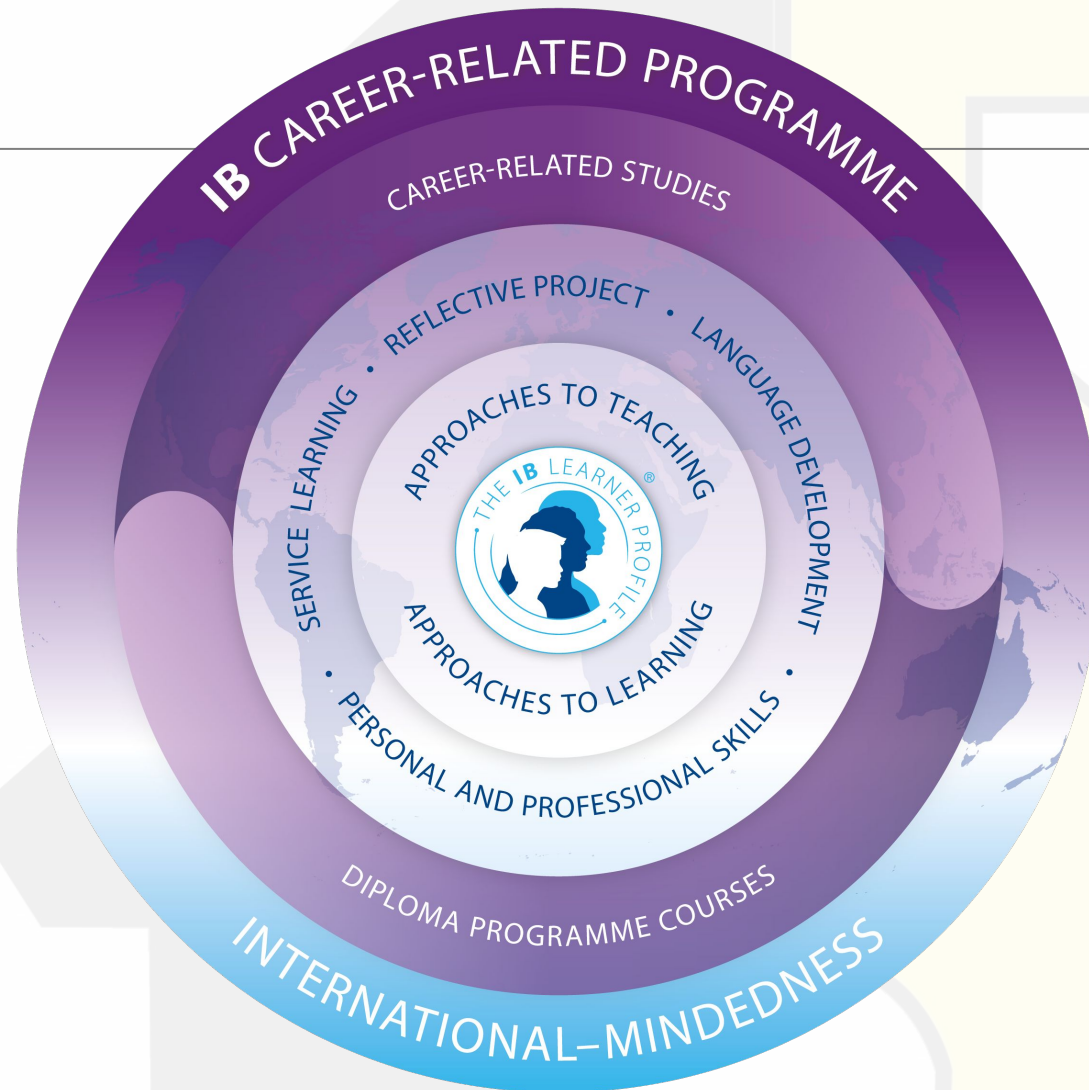 IB CAREER-RELATED PROGRAMME
CAREER-RELATED STUDIES
SERVICE LEARNING • REFLECTIVE PROJECT • LANGUAGE DEVELOPMENT •
APPROACHES TO TEACHING
THE IB LEARNER PROFILE ®
APPROACHES TO LEARNING
• PERSONAL AND PROFESSIONAL SKILLS
DIPLOMA PROGRAMME COURSES
INTERNATIONAL–MINDEDNESS